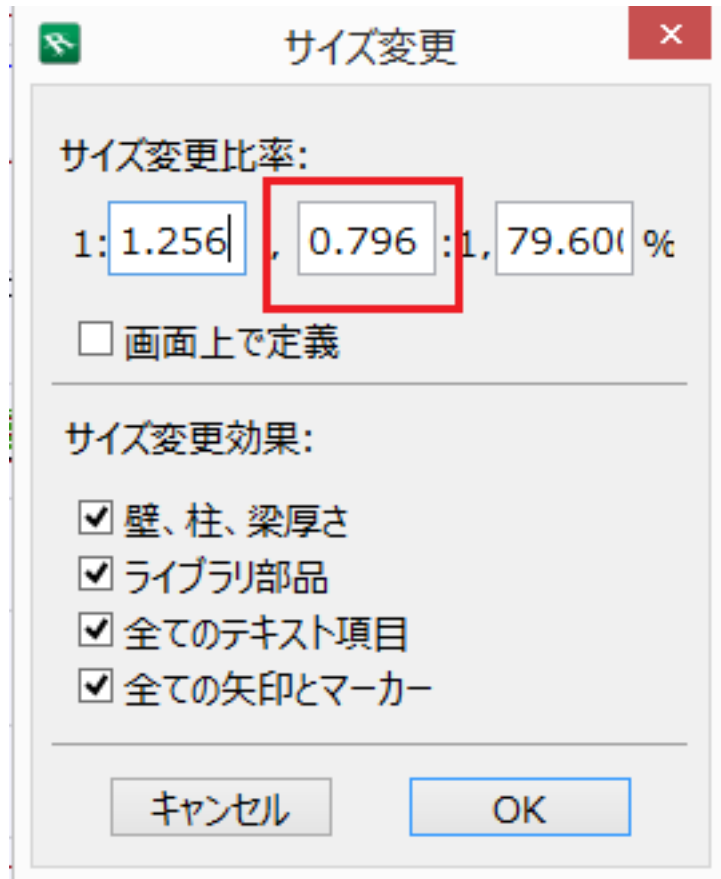 サイズ変更
サイズ変更比率:
1: 1.256 , 0.796 :1, 79.600 %
画面上で定義
サイズ変更効果:
壁、柱、梁厚さ
ライブラリ部品
全てのテキスト項目
全ての矢印とマーカー
キャンセル OK